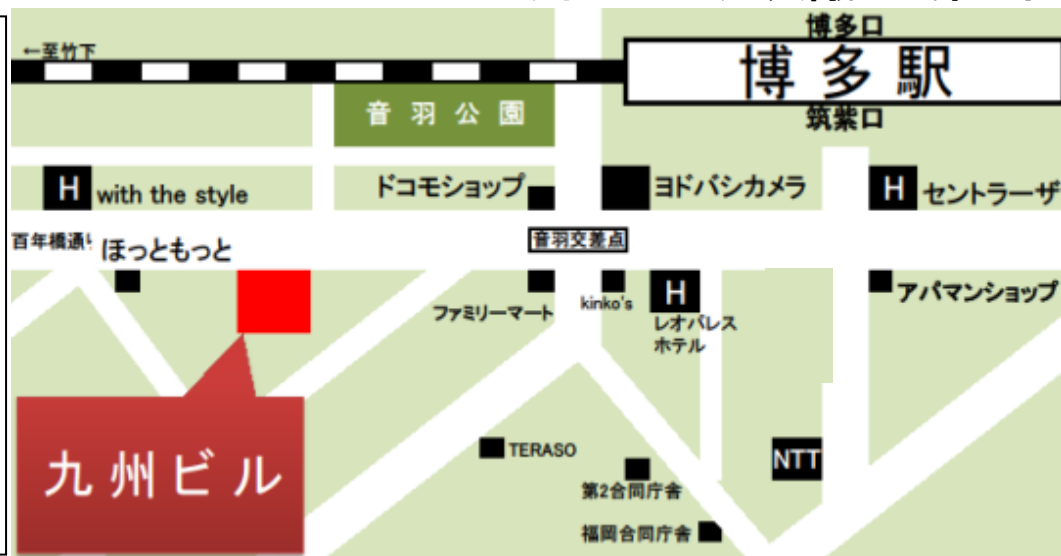 博多口
←至竹下
博多駅
音羽公園
筑紫口
H with the style
ドコモショップ
ヨドバシカメラ
H セントラーザ
百年橋通り
ほっともっと
音羽交差点
ファミリーマート
kinko's
H
レオパレス
ホテル
アパマンショップ
九州ビル
TERASO
NTT
第2合同庁舎
福岡合同庁舎